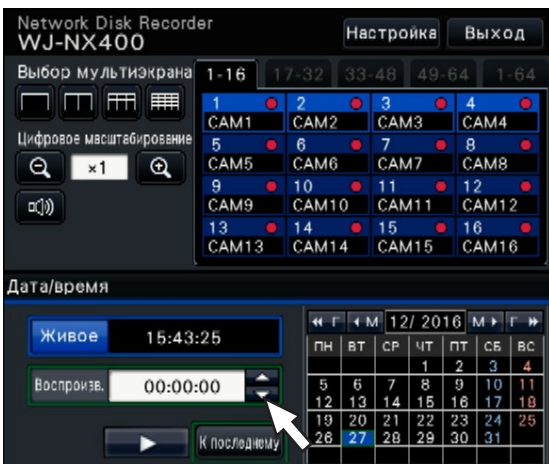 Network Disk Recorder
WJ-NX400
Настройка
Выход
Выбор мультиэкрана
1-16 17-32 33-48 49-64 1-64
1 2 3 4
CAM1 CAM2 CAM3 CAM4
Цифровое масштабирование
5 6 7 8
CAM5 CAM6 CAM7 CAM8
×1
9 10 11 12
CAM9 CAM10 CAM11 CAM12
13 14 15 16
CAM13 CAM14 CAM15 CAM16
Дата/время
Живое 15:43:25
Г М 12/ 2016 М Г
ПН ВТ СР ЧТ ПТ СБ ВС
1 2 3 4
Воспроизв. 00:00:00
5 6 7 8 9 10 11
12 13 14 15 16 17 18
19 20 21 22 23 24 25
К последнему
26 27 28 29 30 31